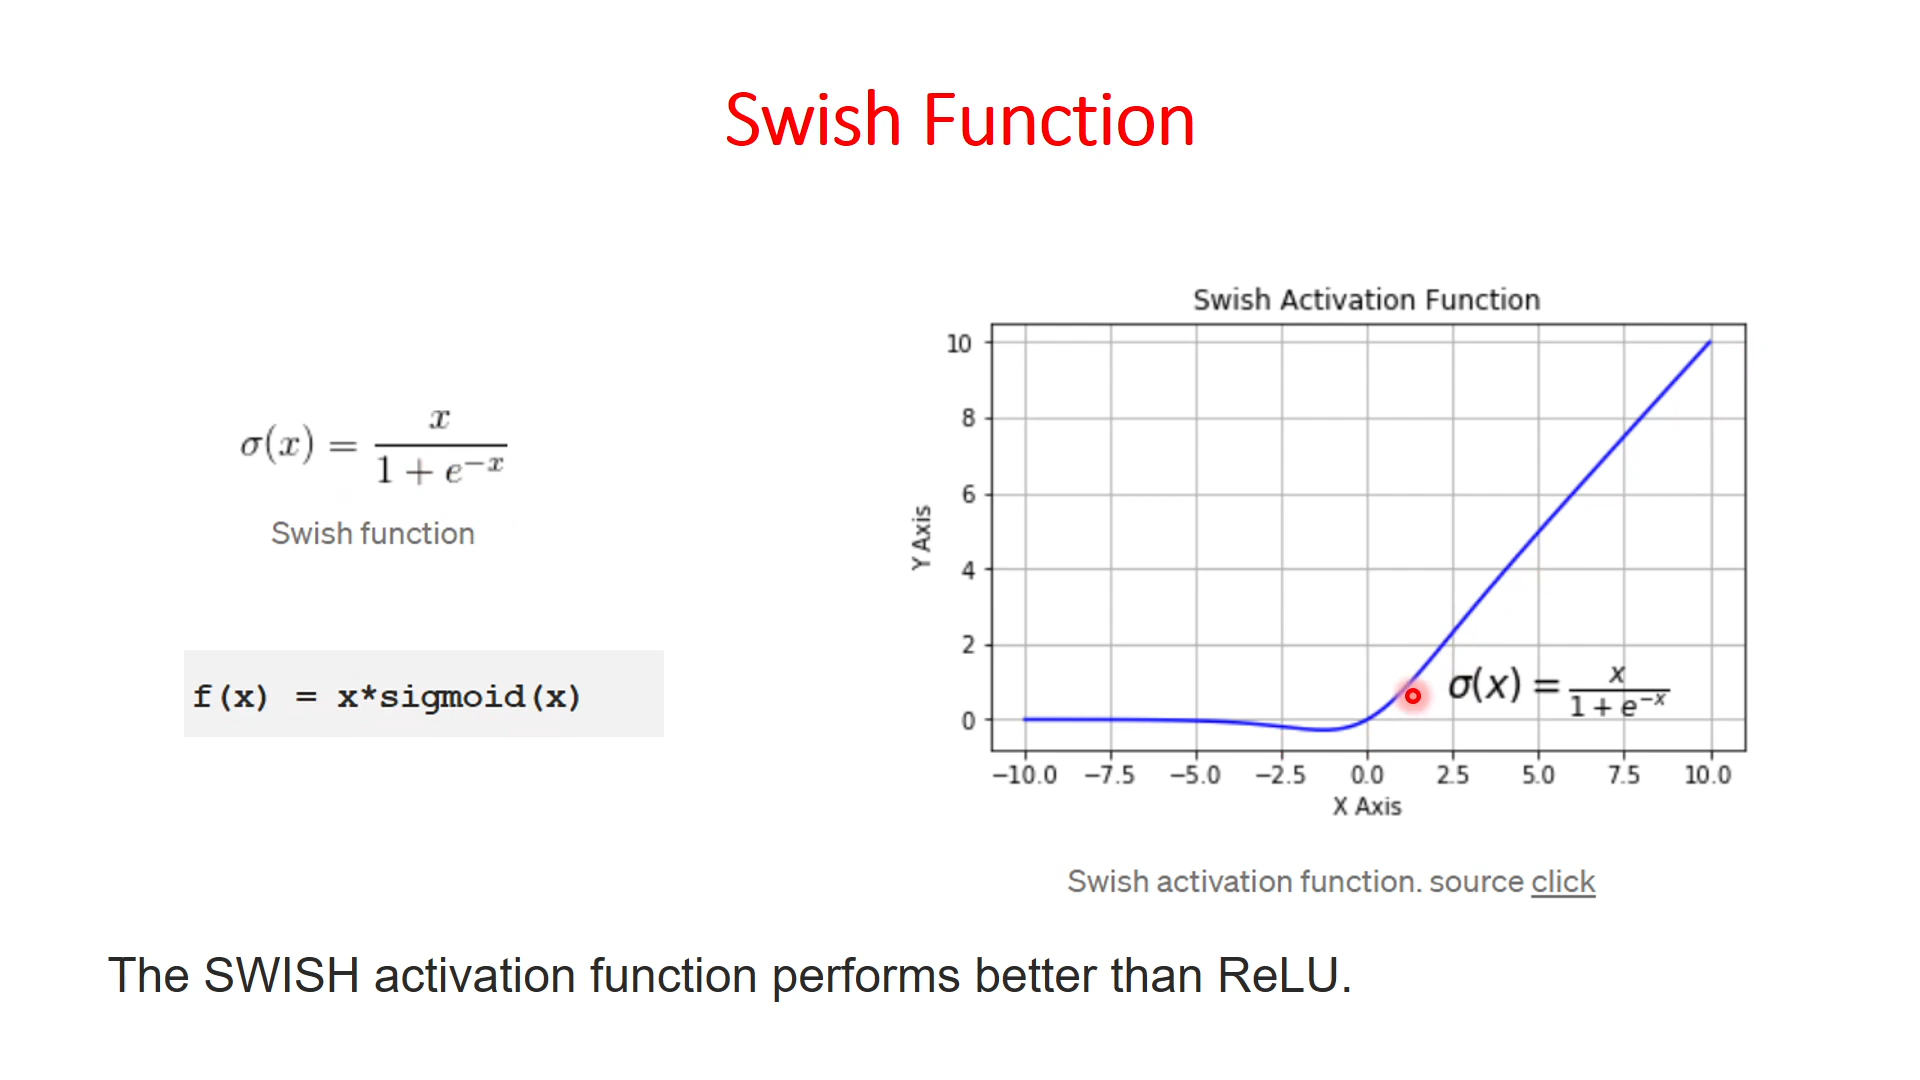 Swish Function
σ(x) = x / (1 + e^{-x})
Swish function
f(x) = x*sigmoid(x)
Swish Activation Function
10
8
6
4
2
0
Y Axis
σ(x) = x / (1 + e^{-x})
−10.0 −7.5 −5.0 −2.5 0.0 2.5 5.0 7.5 10.0
X Axis
Swish activation function. source click
The SWISH activation function performs better than ReLU.